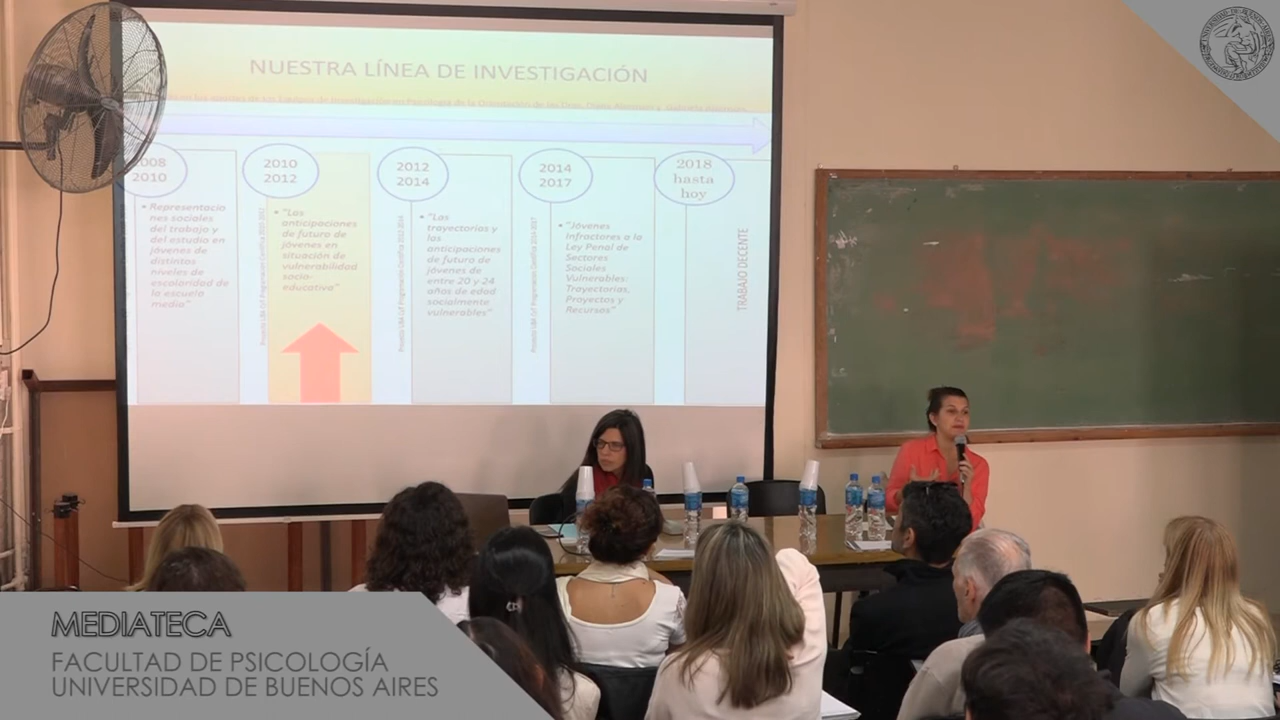 NUESTRA LÍNEA DE INVESTIGACIÓN
2008
2010
• Representacio
nes sociales
del trabajo y
del estudio en
jóvenes de
distintos
niveles de
escolaridad de
la escuela
media"
2010
2012
• "Las
anticipaciones
de futuro de
jóvenes en
situación de
vulnerabilidad
socio-
educativa"
2012
2014
• "Las
trayectorias y
las
anticipaciones
de futuro de
jóvenes de
entre 20 y 24
años de edad
socialmente
vulnerables"
2014
2017
• "Jóvenes
Infractores a la
Ley Penal de
Sectores
Sociales
Vulnerables:
Trayectorias,
Proyectos y
Recursos"
2018
hasta
hoy
TRABAJO DECENTE
MEDIATECA
FACULTAD DE PSICOLOGÍA
UNIVERSIDAD DE BUENOS AIRES